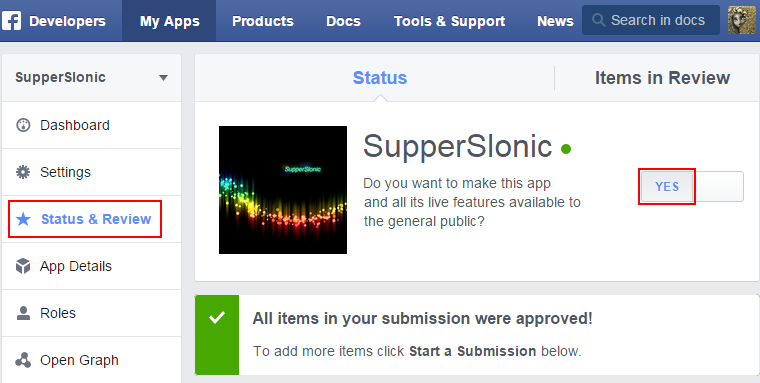 f Developers My Apps Products Docs Tools & Support News Search in docs
SupperSlonic
Status Items in Review
Dashboard
Settings
Status & Review
App Details
Roles
Open Graph
SupperSlonic
SupperSlonic
Do you want to make this app
and all its live features available to
the general public?
YES
All items in your submission were approved!
To add more items click Start a Submission below.